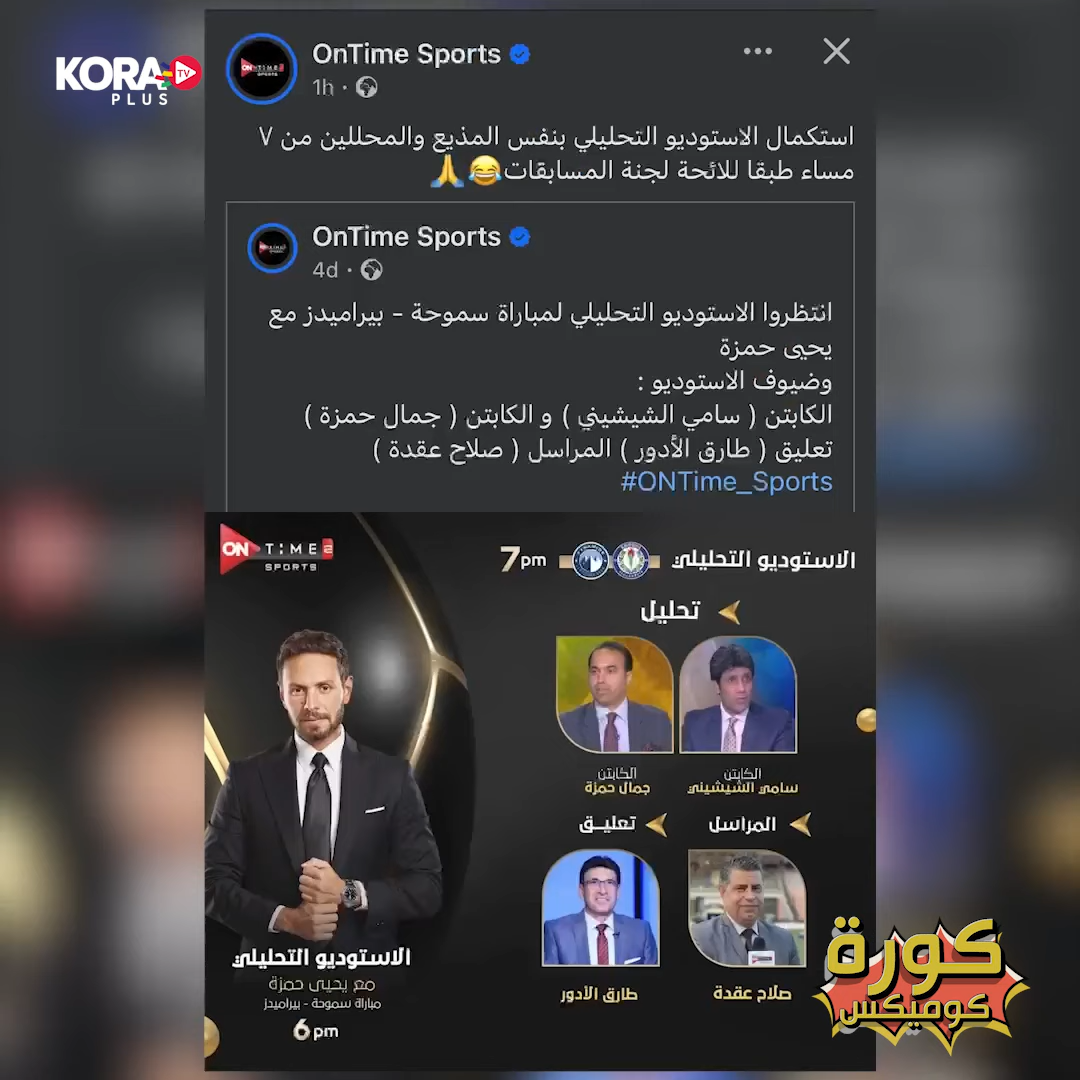 KORA TV
PLUS
OnTime Sports
1h
استكمال الاستوديو التحليلي بنفس المذيع والمحللين من ٧
مساء طبقا للائحة لجنة المسابقات😂🙏
OnTime Sports
4d
انتظروا الاستوديو التحليلي لمباراة سموحة - بيراميدز مع
يحيى حمزة
وضيوف الاستوديو :
الكابتن ( سامي الشيشيني ) و الكابتن ( جمال حمزة )
تعليق ( طارق الأدور ) المراسل ( صلاح عقدة )
#ONTime_Sports
ON TIME 2
SPORTS
الاستوديو التحليلي 7pm
تحليل
الكابتن
سامي الشيشيني
الكابتن
جمال حمزة
المراسل
تعليق
صلاح عقدة
طارق الأدور
الاستوديو التحليلي
مع يحيى حمزة
مباراة سموحة - بيراميدز
6pm
كورة
كوميكس